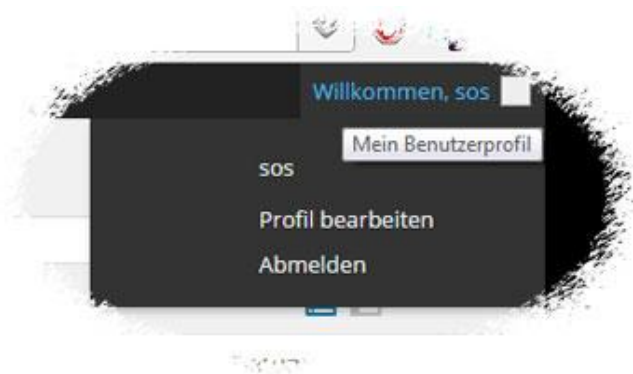 Willkommen, sos
Mein Benutzerprofil
sos
Profil bearbeiten
Abmelden